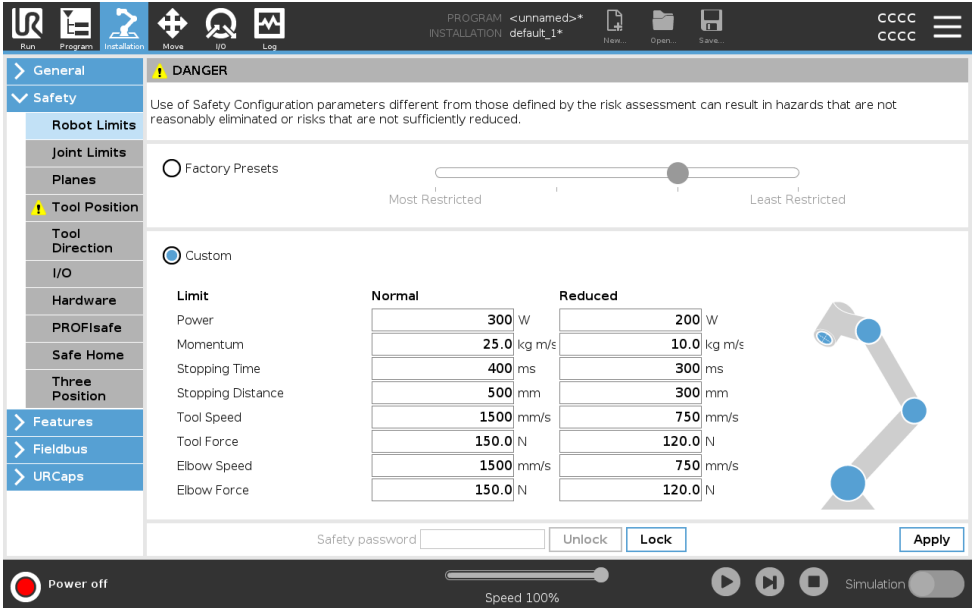 PROGRAM <unnamed>*
INSTALLATION default_1*
New... Open... Save...
CCCC
CCCC
Run Program Installation Move I/O Log
General
Safety
Robot Limits
Joint Limits
Planes
Tool Position
Tool
Direction
I/O
Hardware
PROFIsafe
Safe Home
Three
Position
Features
Fieldbus
URCaps
DANGER
Use of Safety Configuration parameters different from those defined by the risk assessment can result in hazards that are not
reasonably eliminated or risks that are not sufficiently reduced.
Factory Presets
Most Restricted Least Restricted
Custom
Limit Normal Reduced
Power 300 W 200 W
Momentum 25.0 kg m/s 10.0 kg m/s
Stopping Time 400 ms 300 ms
Stopping Distance 500 mm 300 mm
Tool Speed 1500 mm/s 750 mm/s
Tool Force 150.0 N 120.0 N
Elbow Speed 1500 mm/s 750 mm/s
Elbow Force 150.0 N 120.0 N
Safety password Unlock Lock Apply
Power off
Speed 100%
Simulation